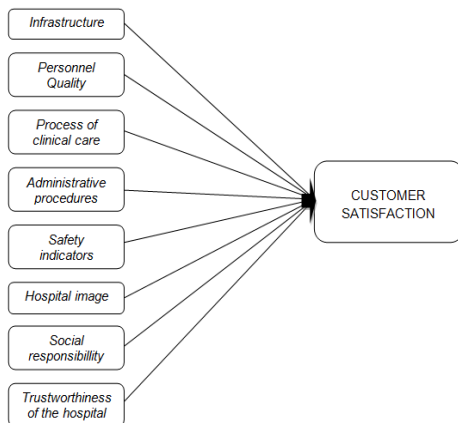 Infrastructure
Personnel
Quality
Process of
clinical care
Administrative
procedures
Safety
indicators
Hospital image
Social
responsibillity
Trustworthiness
of the hospital
CUSTOMER
SATISFACTION